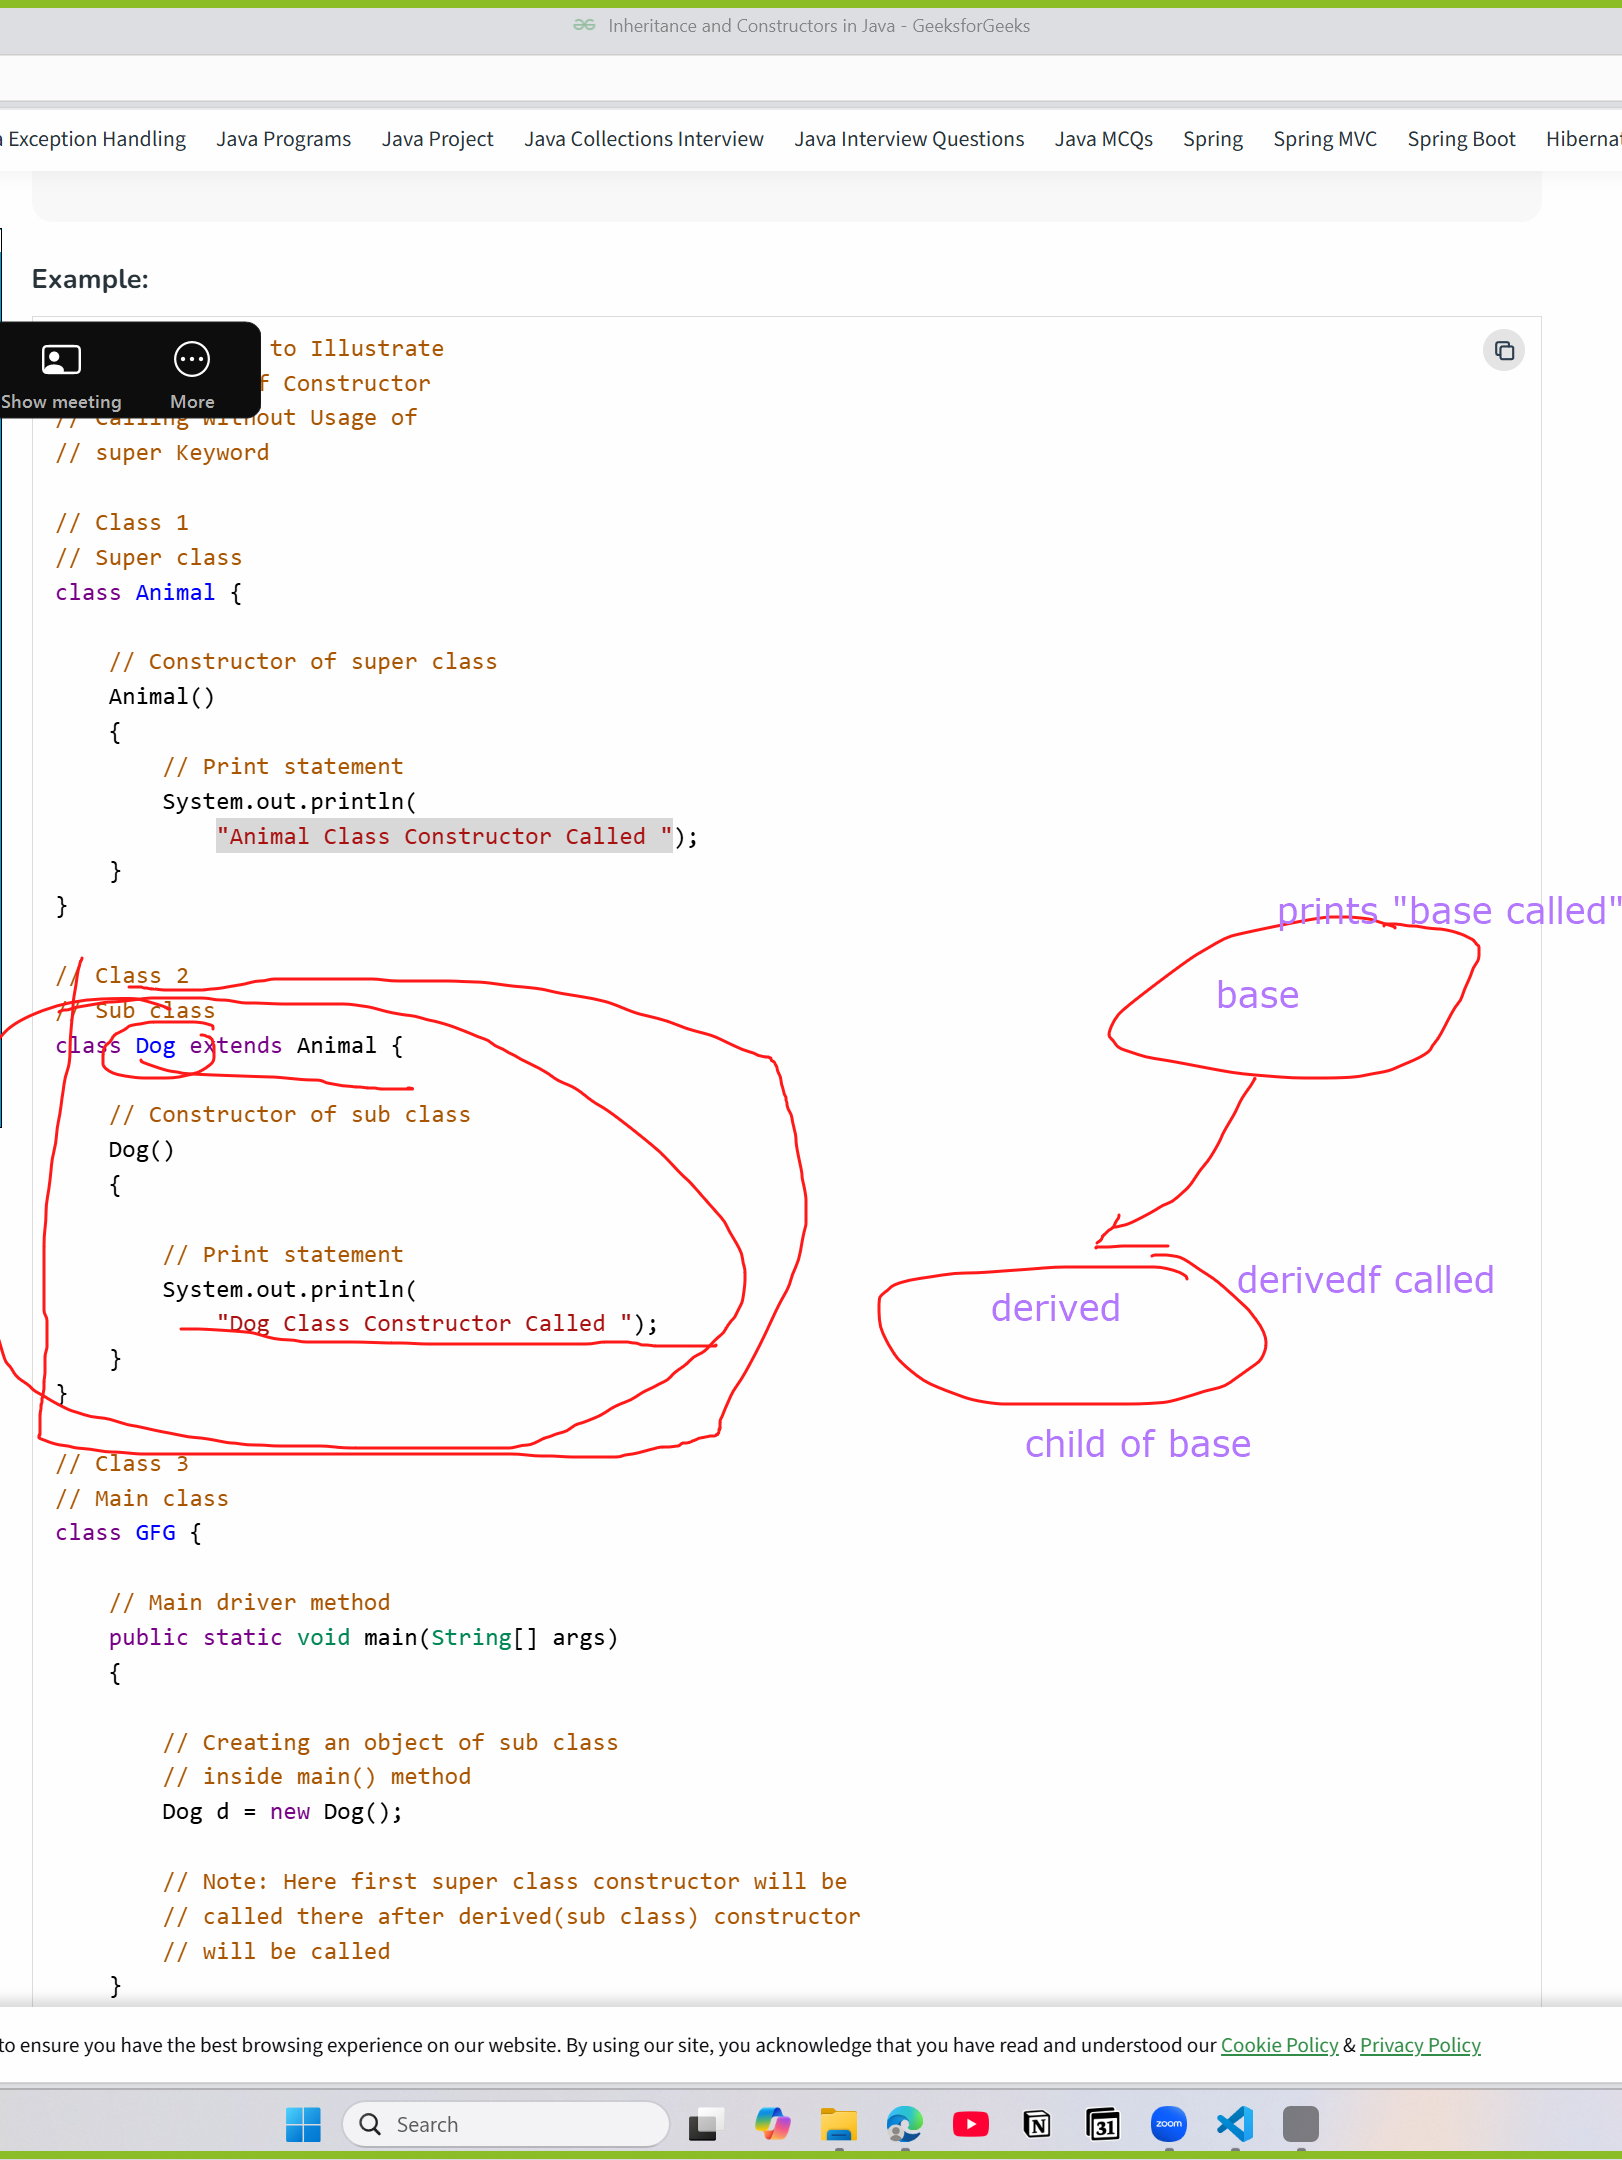 Inheritance and Constructors in Java - GeeksforGeeks
Exception Handling Java Programs Java Project Java Collections Interview Java Interview Questions Java MCQs Spring Spring MVC Spring Boot Hiberna
Example:
to Illustrate
f Constructor
Show meeting More
// Calling Without Usage of
// super Keyword
// Class 1
// Super class
class Animal {
// Constructor of super class
Animal()
{
// Print statement
System.out.println(
"Animal Class Constructor Called ");
}
}
prints "base called"
base
// Class 2
// Sub class
class Dog extends Animal {
// Constructor of sub class
Dog()
{
// Print statement
System.out.println(
"Dog Class Constructor Called ");
}
}
derivedf called
derived
child of base
// Class 3
// Main class
class GFG {
// Main driver method
public static void main(String[] args)
{
// Creating an object of sub class
// inside main() method
Dog d = new Dog();
// Note: Here first super class constructor will be
// called there after derived(sub class) constructor
// will be called
}
to ensure you have the best browsing experience on our website. By using our site, you acknowledge that you have read and understood our Cookie Policy & Privacy Policy
Search
31
zoom